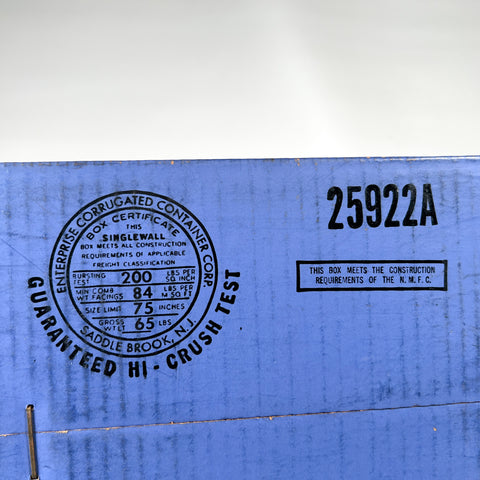 ENTERPRISE CORRUGATED CONTAINER CORP.
BOX CERTIFICATE
THIS
SINGLEWALL
BOX MEETS ALL CONSTRUCTION
REQUIREMENTS OF APPLICABLE
FREIGHT CLASSIFICATION
BURSTING TEST 200 LBS PER SQ INCH
MIN COMB WT FACINGS 84 LBS PER M SQ FT
SIZE LIMIT 75 INCHES
GROSS WT LT 65 LBS
SADDLE BROOK, N.J.
GUARANTEED HI-CRUSH TEST
25922A
THIS BOX MEETS THE CONSTRUCTION
REQUIREMENTS OF THE N.M.F.C.